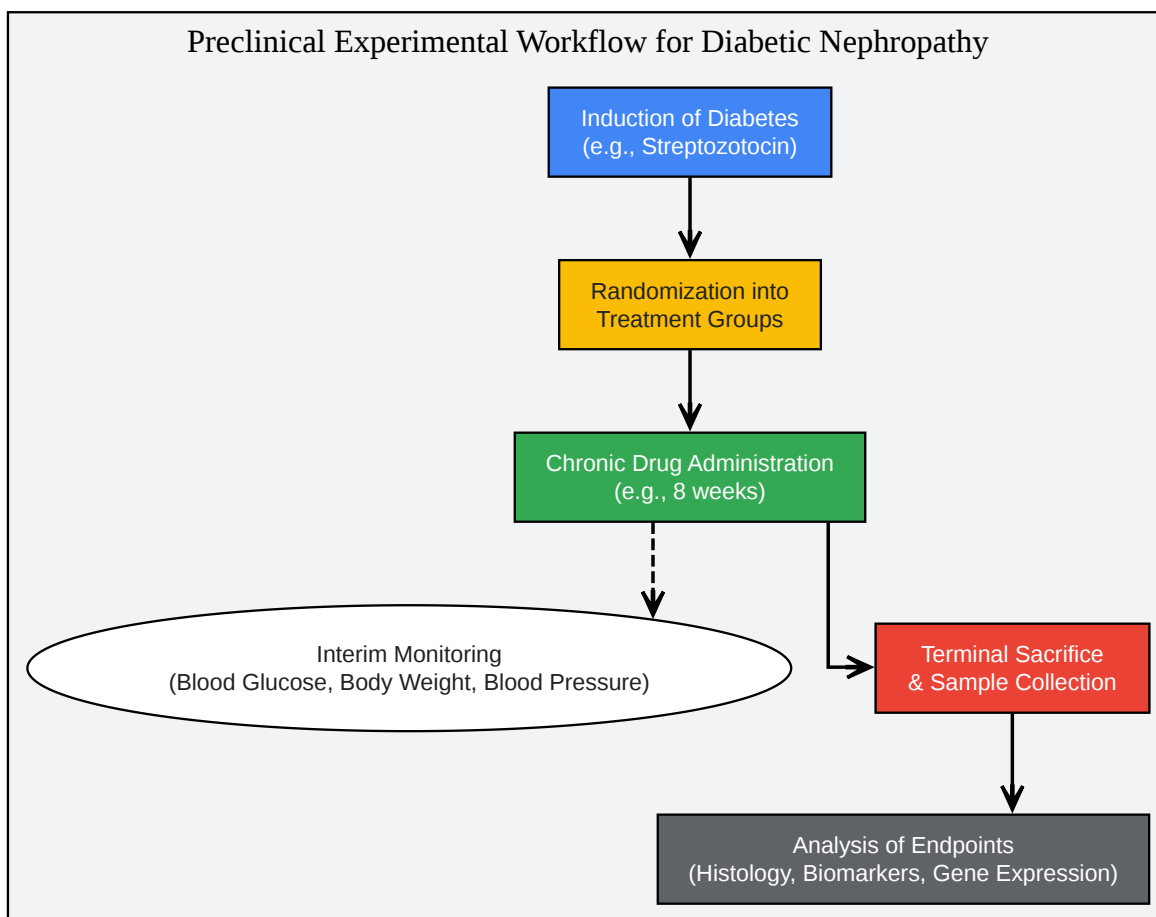 Preclinical Experimental Workflow for Diabetic Nephropathy
Induction of Diabetes
(e.g., Streptozotocin)
Randomization into
Treatment Groups
Chronic Drug Administration
(e.g., 8 weeks)
Interim Monitoring
(Blood Glucose, Body Weight, Blood Pressure)
Terminal Sacrifice
& Sample Collection
Analysis of Endpoints
(Histology, Biomarkers, Gene Expression)